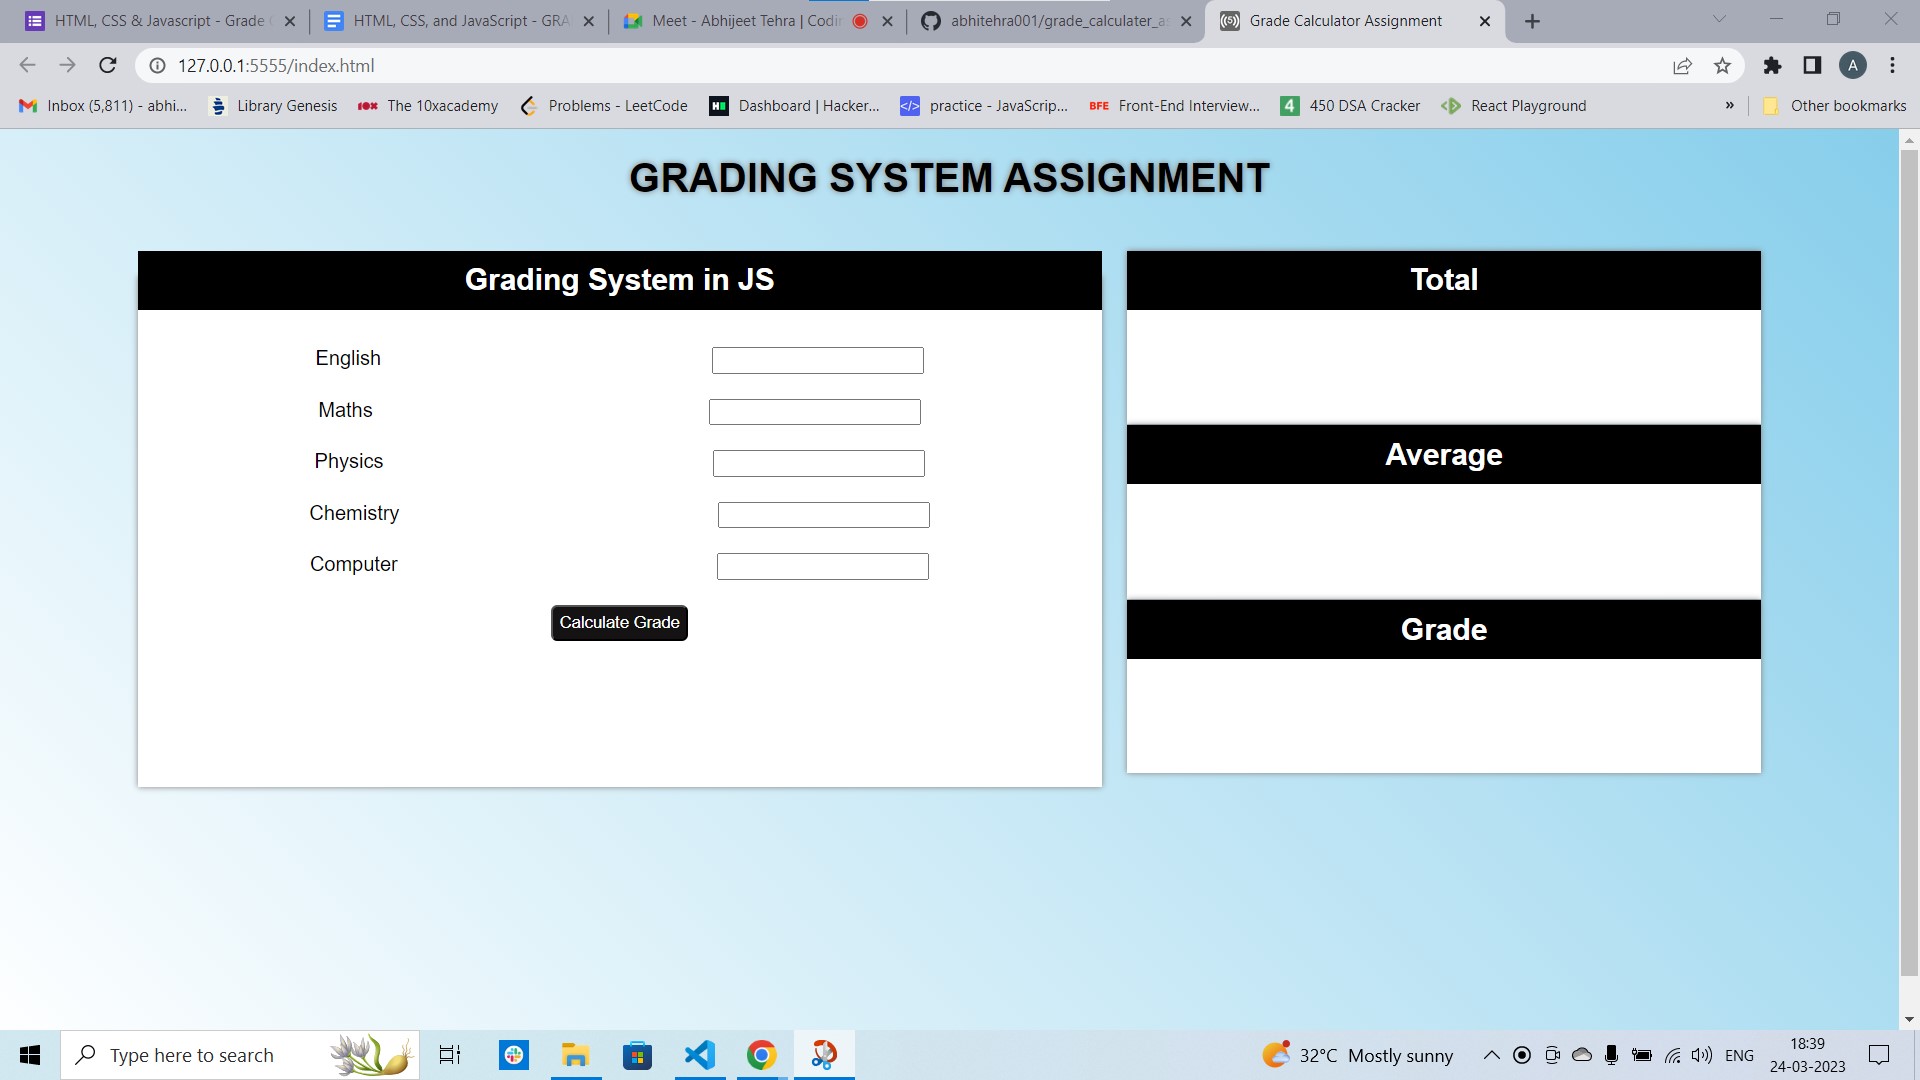 HTML, CSS & Javascript - Grade
HTML, CSS, and JavaScript - GRA
Meet - Abhijeet Tehra | Codi
abhitehra001/grade_calculater_a
Grade Calculator Assignment
127.0.0.1:5555/index.html
A
Inbox (5,811) - abhi...
Library Genesis
The 10xacademy
Problems - LeetCode
Dashboard | Hacker...
practice - JavaScrip...
BFE Front-End Interview...
4 450 DSA Cracker
React Playground
»
Other bookmarks
GRADING SYSTEM ASSIGNMENT
Grading System in JS
English
Maths
Physics
Chemistry
Computer
Calculate Grade
Total
Average
Grade
Type here to search
32°C Mostly sunny
ENG
18:39
24-03-2023